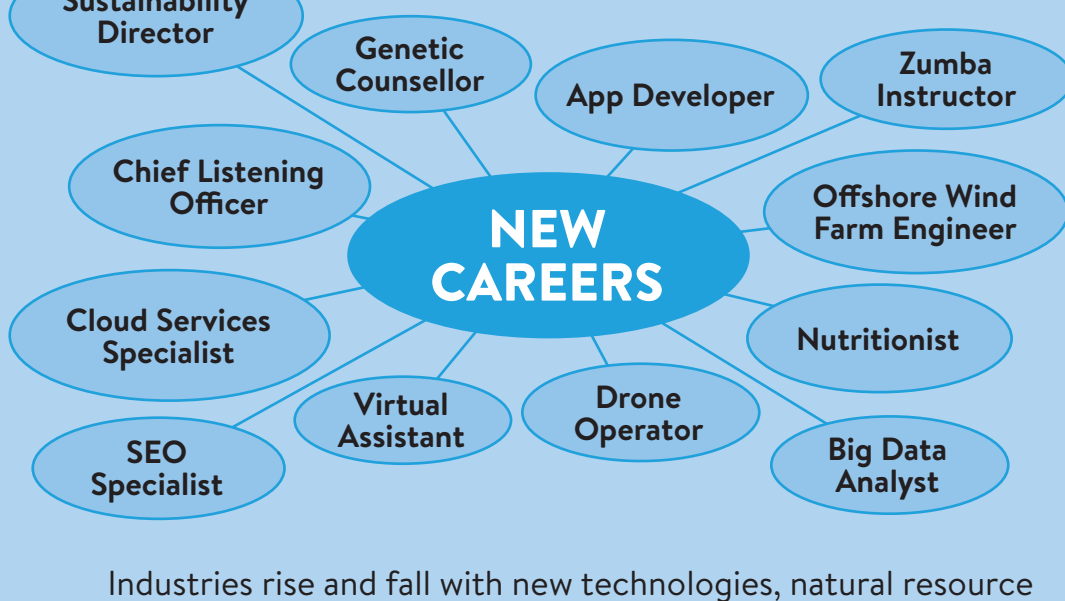 Sustainability
Director
Genetic
Counsellor
App Developer
Zumba
Instructor
Chief Listening
Officer
NEW
CAREERS
Offshore Wind
Farm Engineer
Cloud Services
Specialist
Nutritionist
Virtual
Assistant
Drone
Operator
SEO
Specialist
Big Data
Analyst
Industries rise and fall with new technologies, natural resource